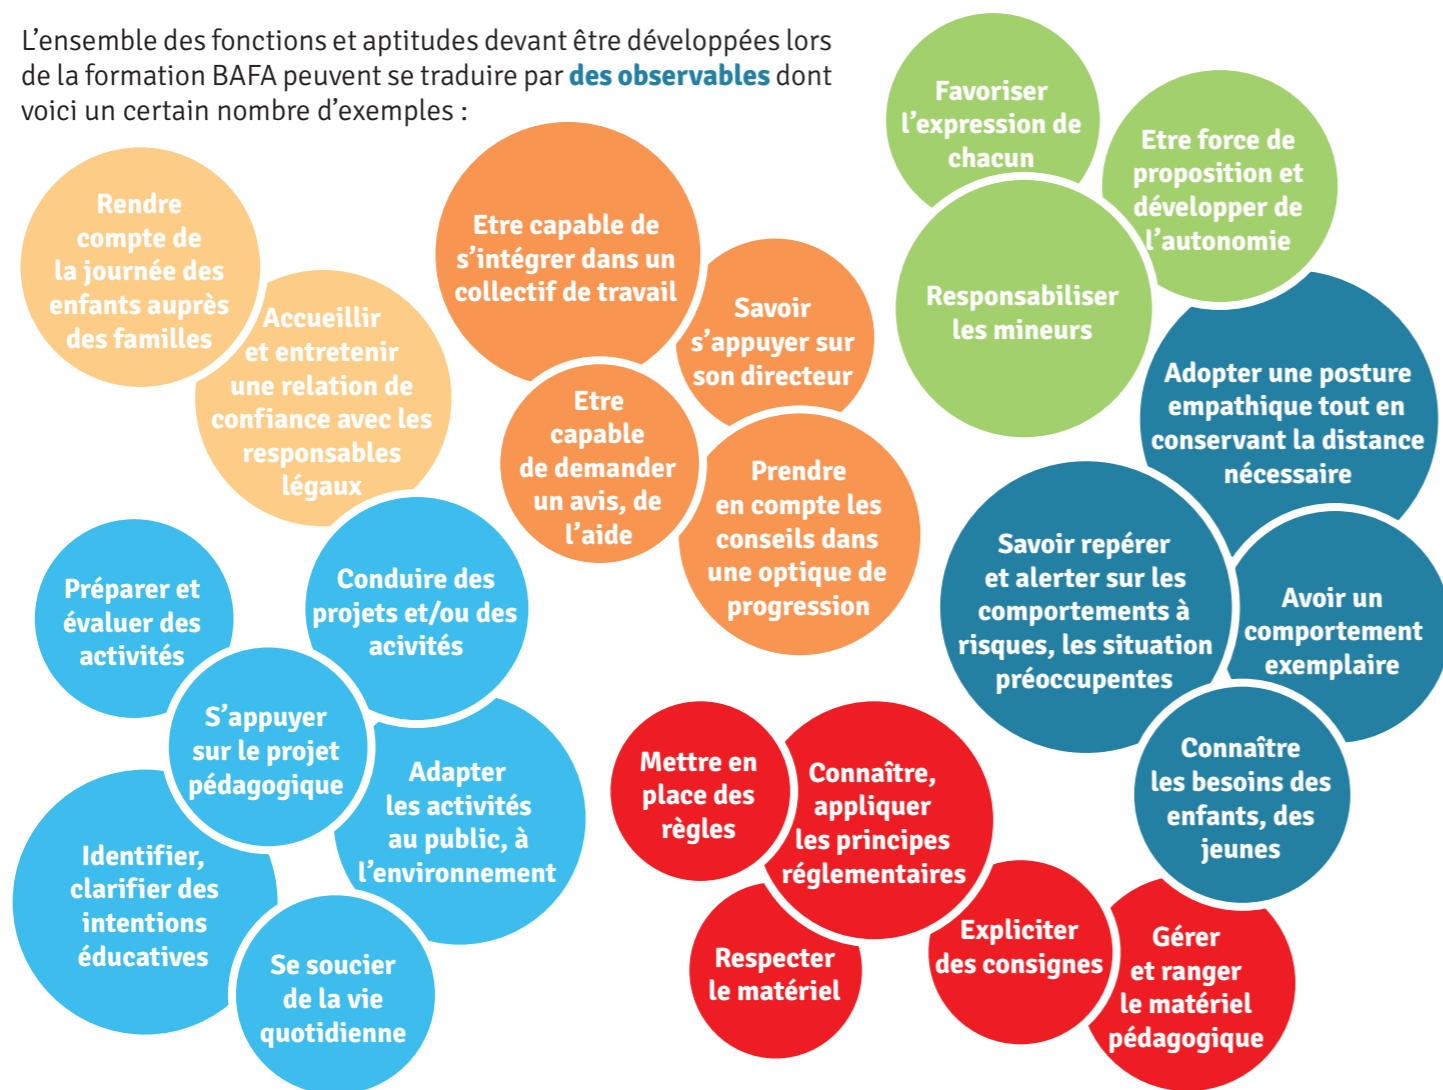 L'ensemble des fonctions et aptitudes devant être développées lors
de la formation BAFA peuvent se traduire par des observables dont
voici un certain nombre d'exemples :
Rendre
compte de
la journée des
enfants auprès
des familles
Accueillir
et entretenir
une relation de
confiance avec les
responsables
légaux
Etre capable de
s'intégrer dans un
collectif de travail
Savoir
s'appuyer sur
son directeur
Etre
capable
de demander
un avis, de
l'aide
Prendre
en compte les
conseils dans
une optique de
progression
Favoriser
l'expression de
chacun
Etre force de
proposition et
développer de
l'autonomie
Responsabiliser
les mineurs
Adopter une posture
empathique tout en
conservant la distance
nécessaire
Savoir repérer
et alerter sur les
comportements à
risques, les situation
préoccupentes
Avoir un
comportement
exemplaire
Connaître
les besoins des
enfants, des
jeunes
Préparer et
évaluer des
activités
Conduire des
projets et/ou des
acivités
S'appuyer
sur le projet
pédagogique
Adapter
les activités
au public, à
l'environnement
Identifier,
clarifier des
intentions
éducatives
Se soucier
de la vie
quotidienne
Mettre en
place des
règles
Connaître,
appliquer
les principes
réglementaires
Respecter
le matériel
Expliciter
des consignes
Gérer
et ranger
le matériel
pédagogique